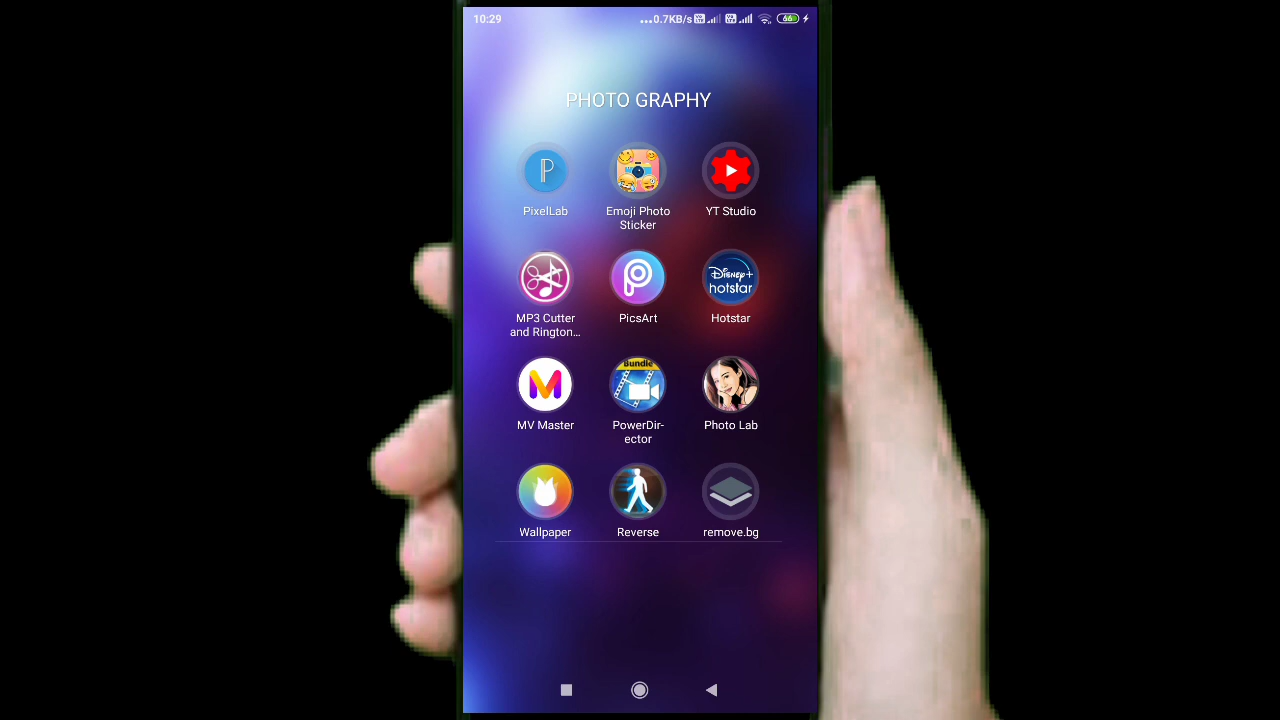 10:29
...0.7KB/s
66
PHOTO GRAPHY
P
PixelLab
Emoji Photo
Sticker
YT Studio
MP3 Cutter
and Rington...
PicsArt
Disney+
hotstar
Hotstar
MV Master
Bundle
PowerDir-
ector
Photo Lab
Wallpaper
Reverse
remove.bg